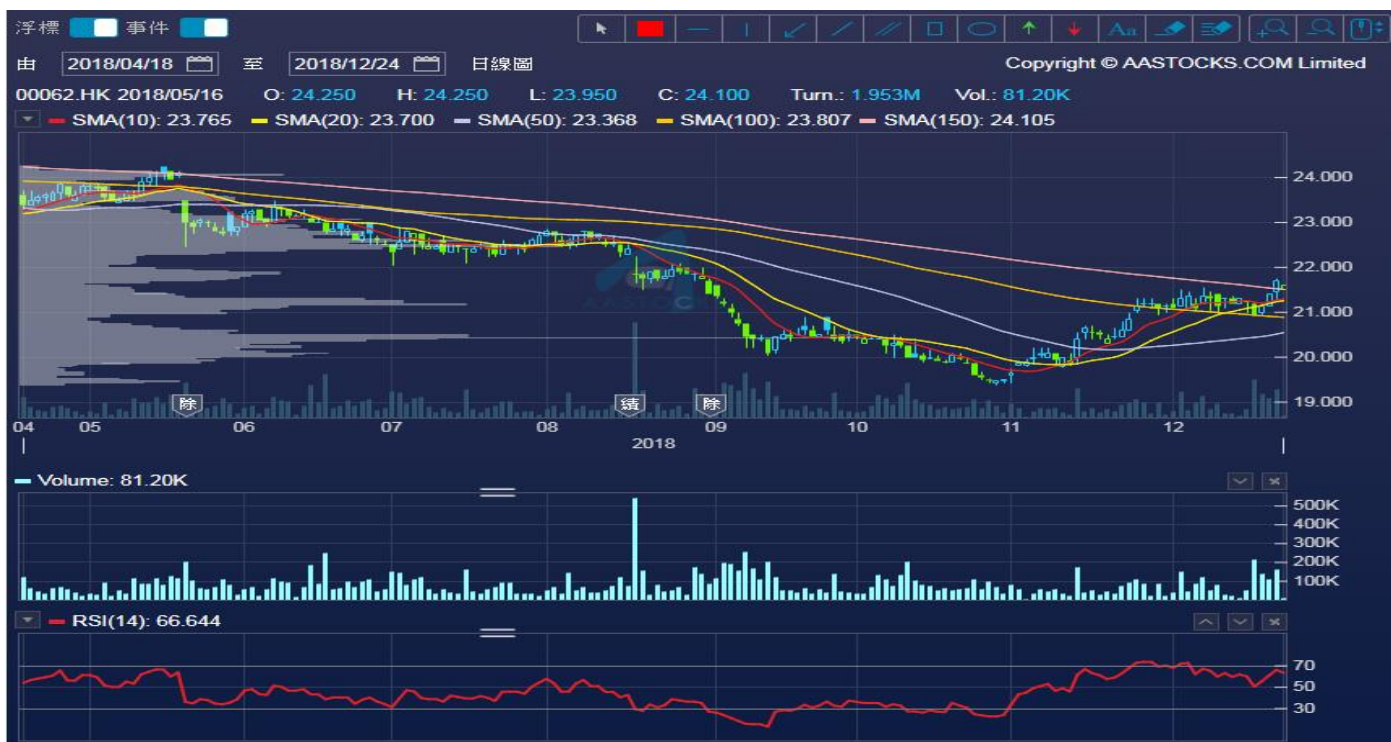 浮標 事件
Aa
由 2018/04/18 至 2018/12/24 日線圖 Copyright © AASTOCKS.COM Limited
00062.HK 2018/05/16 O: 24.250 H: 24.250 L: 23.950 C: 24.100 Turn.: 1.953M Vol.: 81.20K
SMA(10): 23.765 SMA(20): 23.700 SMA(50): 23.368 SMA(100): 23.807 SMA(150): 24.105
24.000
23.000
22.000
AASTOCKS
21.000
20.000
19.000
除 績 除
04 05 06 07 08 09 10 11 12
2018
Volume: 81.20K
500K
400K
300K
200K
100K
RSI(14): 66.644
70
50
30